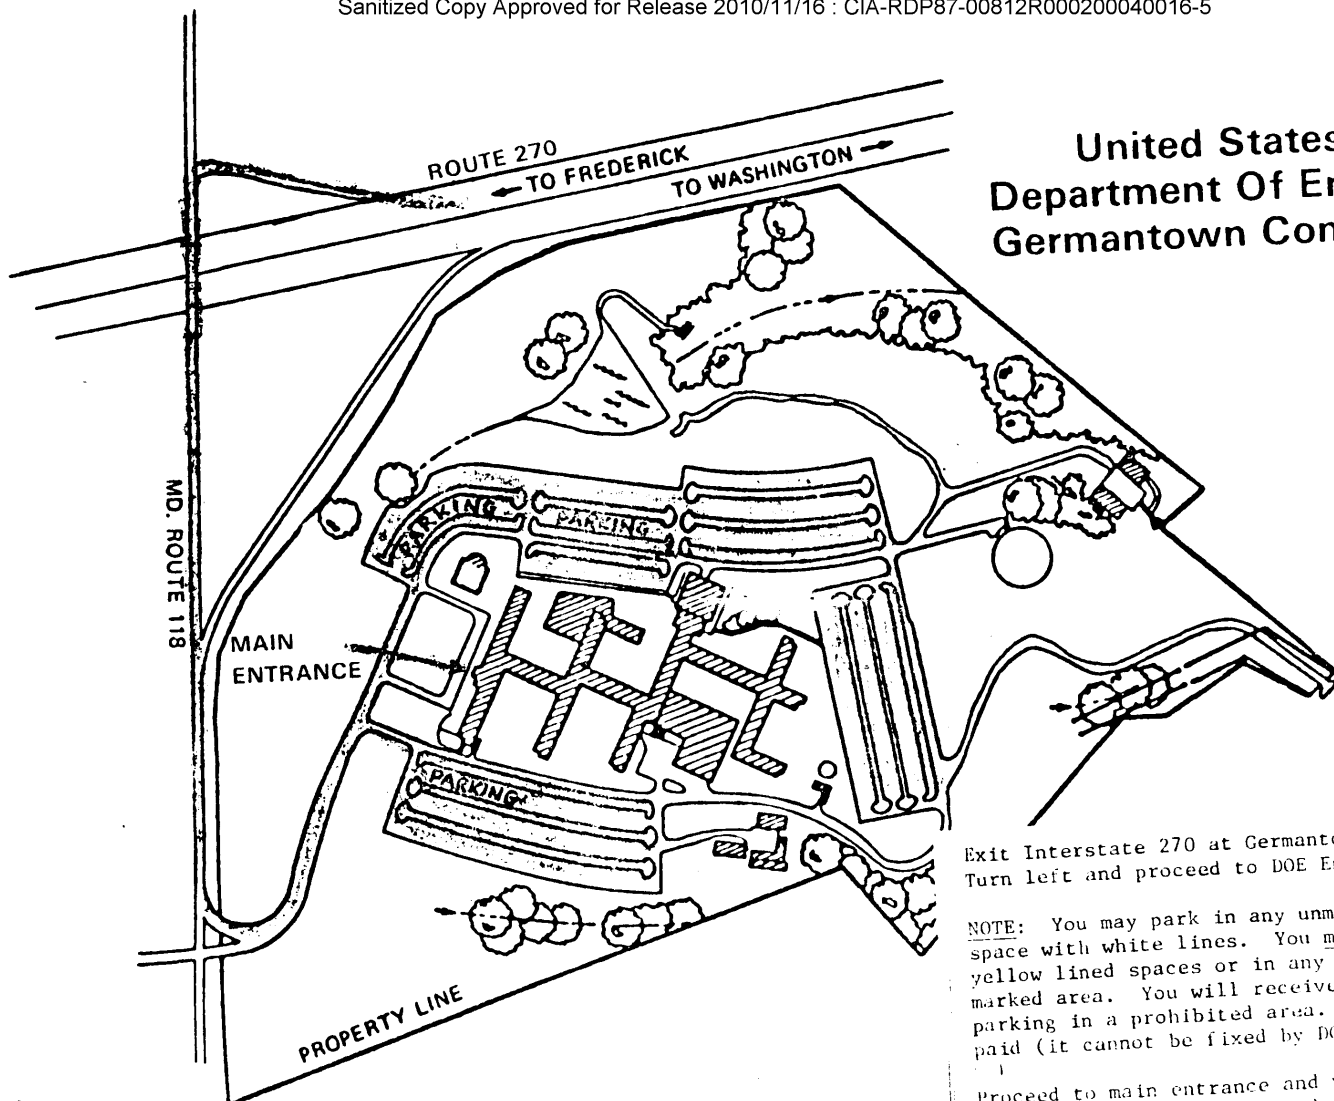 Sanitized Copy Approved for Release 2010/11/16 : CIA-RDP87-00812R000200040016-5
United States
Department Of En
Germantown Con
ROUTE 270
← TO FREDERICK
TO WASHINGTON →
MD. ROUTE 118
PARKING
PARKING
MAIN
ENTRANCE
PARKING
PROPERTY LINE
Exit Interstate 270 at Germanto
Turn left and proceed to DOE E
NOTE: You may park in any unm
space with white lines. You m
yellow lined spaces or in any
marked area. You will receive
parking in a prohibited area.
paid (it cannot be fixed by DO
Proceed to main entrance and